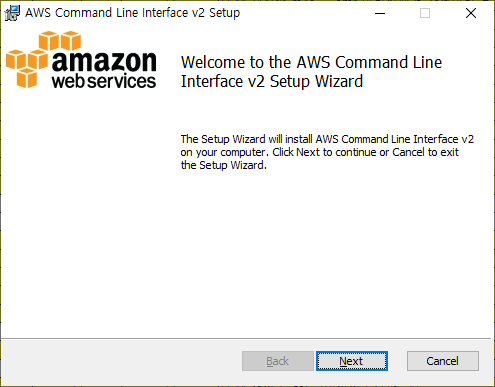 AWS Command Line Interface v2 Setup
amazon
web services
Welcome to the AWS Command Line
Interface v2 Setup Wizard
The Setup Wizard will install AWS Command Line Interface v2
on your computer. Click Next to continue or Cancel to exit
the Setup Wizard.
Back Next Cancel